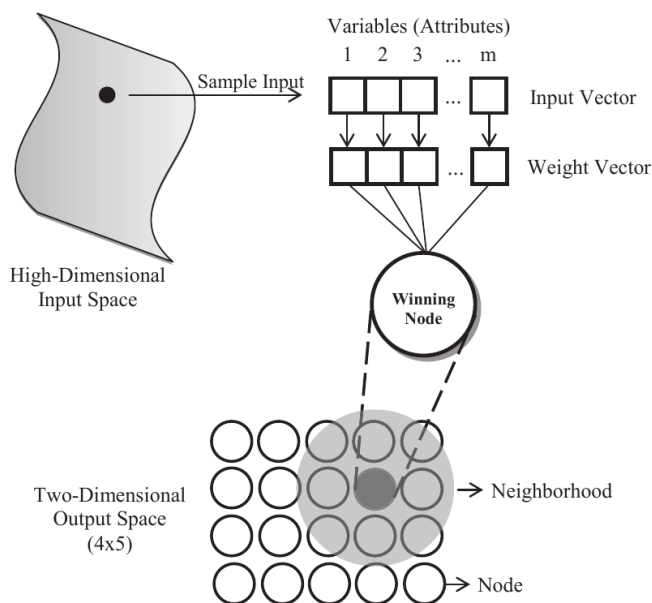 Variables (Attributes)
1 2 3 ... m
Sample Input
... Input Vector
... Weight Vector
High-Dimensional
Input Space
Winning
Node
Two-Dimensional
Output Space
(4x5)
Neighborhood
Node